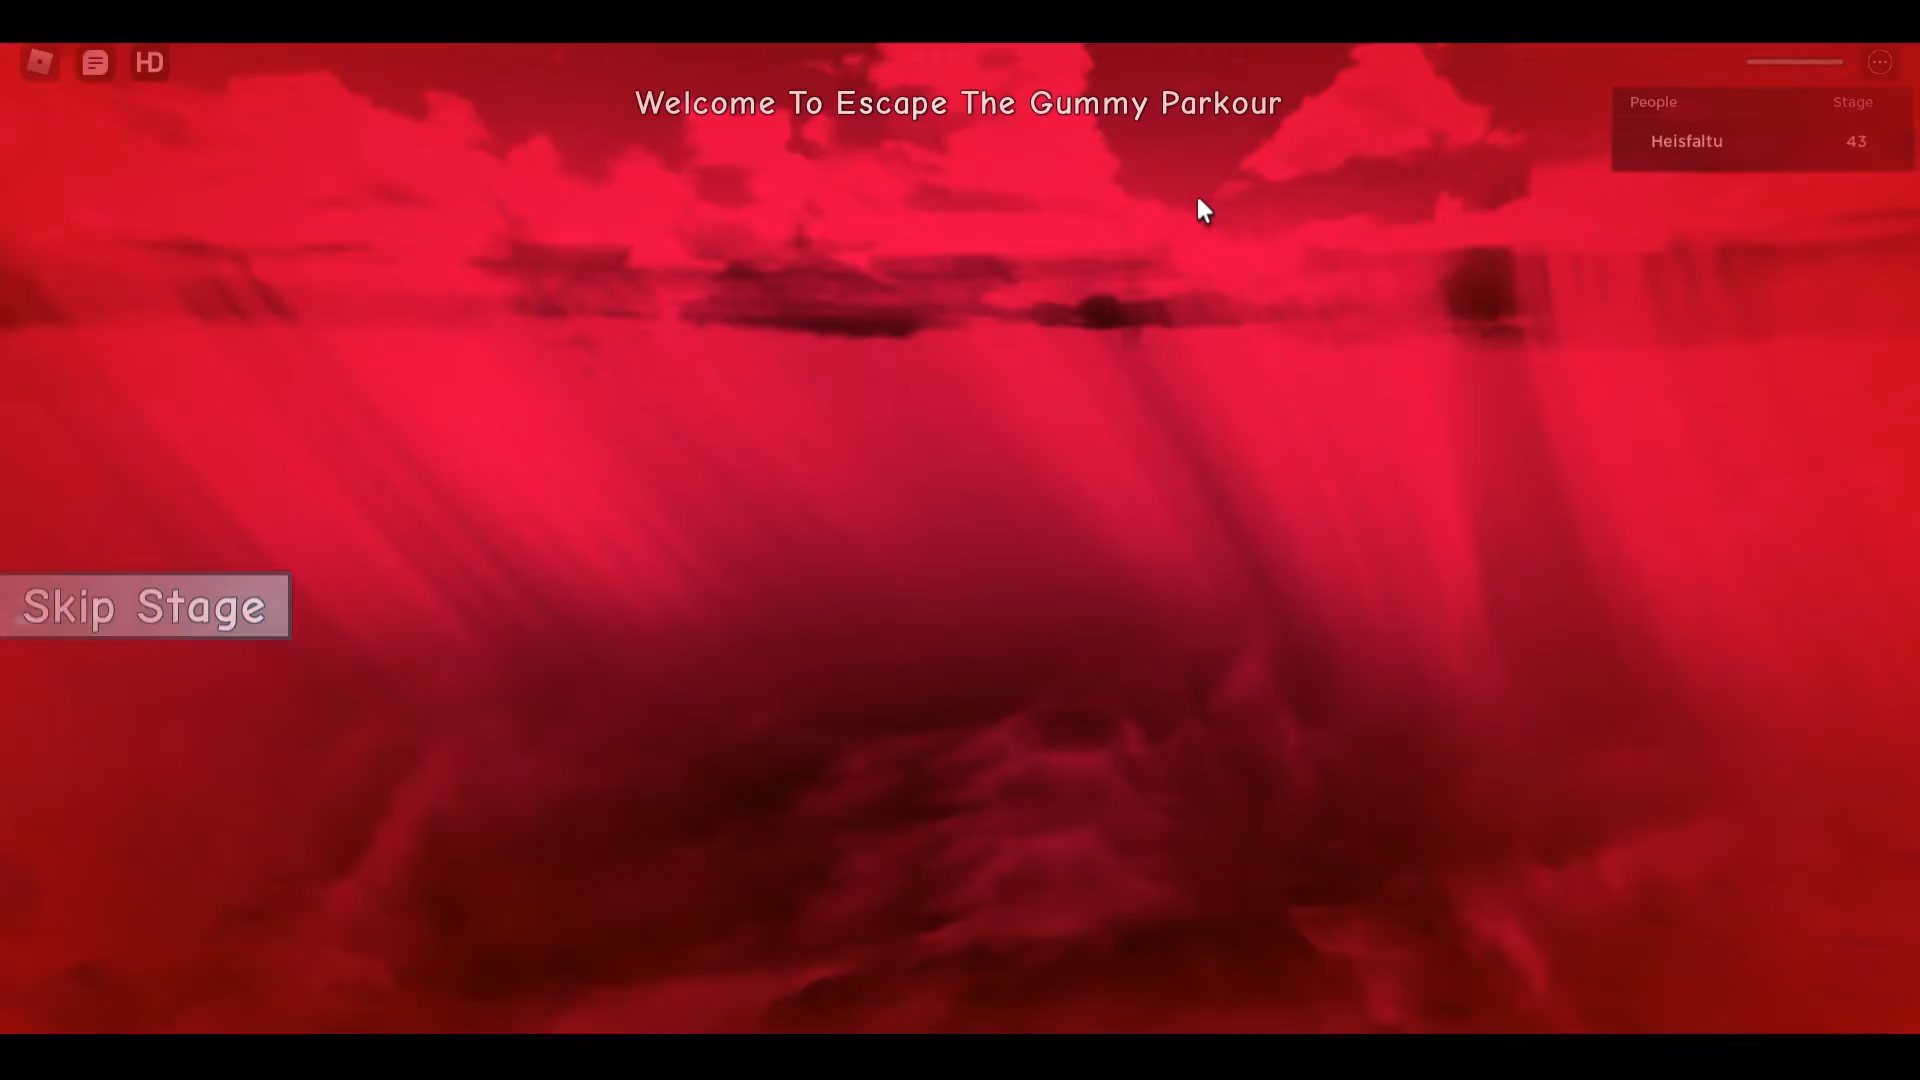 HD
Welcome To Escape The Gummy Parkour
People Stage
Heisfaltu 43
Skip Stage